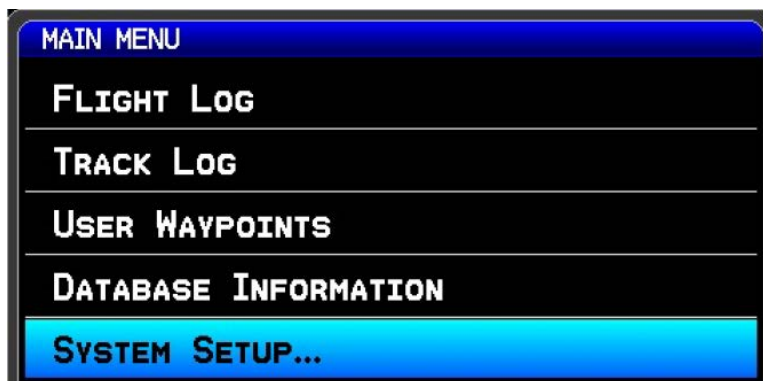 MAIN MENU
FLIGHT LOG
TRACK LOG
USER WAYPOINTS
DATABASE INFORMATION
SYSTEM SETUP...